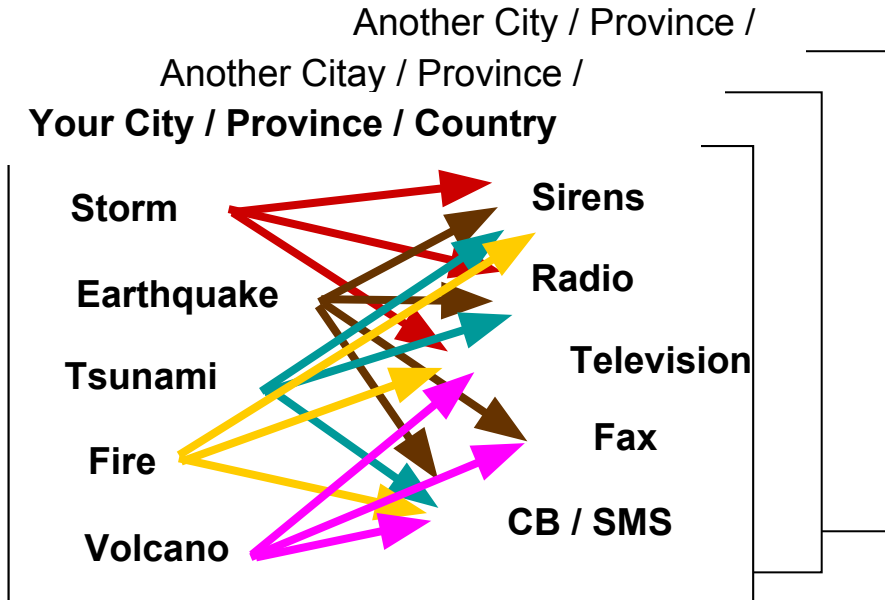 Another City / Province /
Another Citay / Province /
Your City / Province / Country
Storm
Sirens
Earthquake
Radio
Tsunami
Television
Fire
Fax
Volcano
CB / SMS